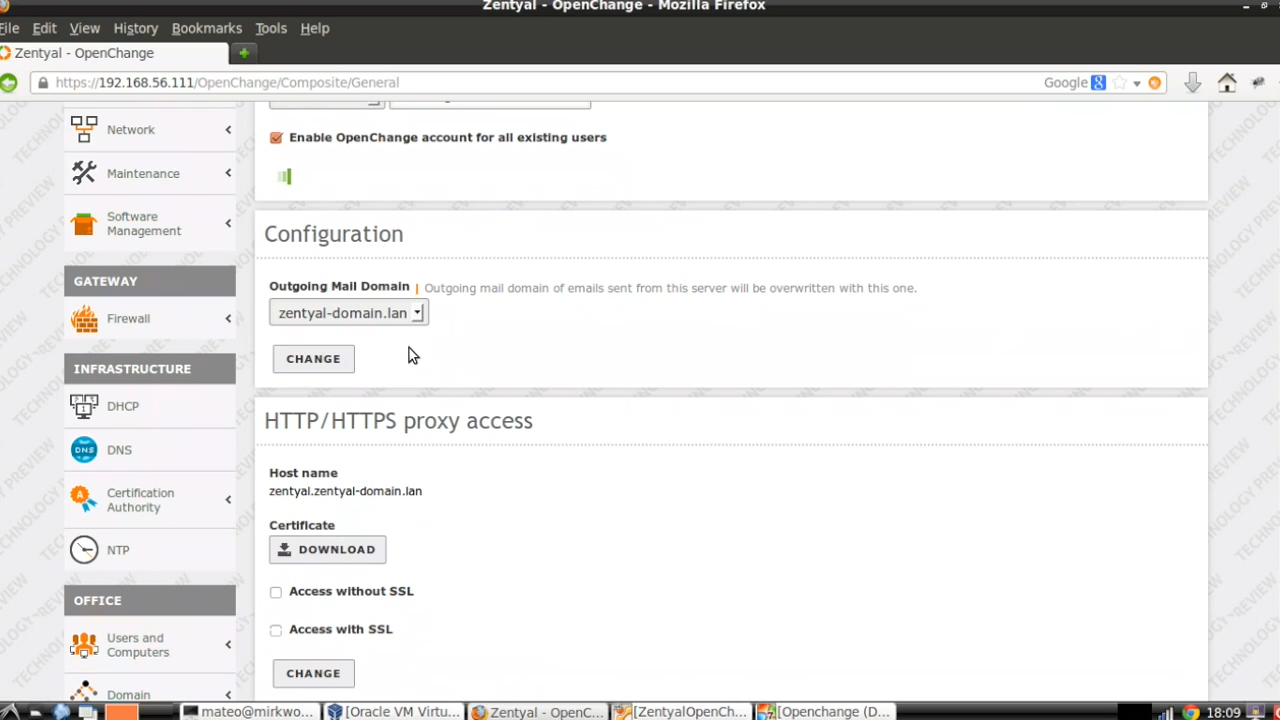 Zentyal - OpenChange - Mozilla Firefox
File Edit View History Bookmarks Tools Help
Zentyal - OpenChange
https://192.168.56.111/OpenChange/Composite/General
Google 8
Network
Maintenance
Software
Management
GATEWAY
Firewall
INFRASTRUCTURE
DHCP
DNS
DNS
Certification
Authority
NTP
OFFICE
Users and
Computers
Domain
Enable OpenChange account for all existing users
Configuration
Outgoing Mail Domain
Outgoing mail domain of emails sent from this server will be overwritten with this one.
zentyal-domain.lan
CHANGE
HTTP/HTTPS proxy access
Host name
zentyal.zentyal-domain.lan
Certificate
DOWNLOAD
Access without SSL
Access with SSL
CHANGE
TECHNOLOGY PREVIEW
mateo@mirkwo... [Oracle VM Virtu... Zentyal - OpenC... [ZentyalOpenCh... [Openchange (D... 18:09